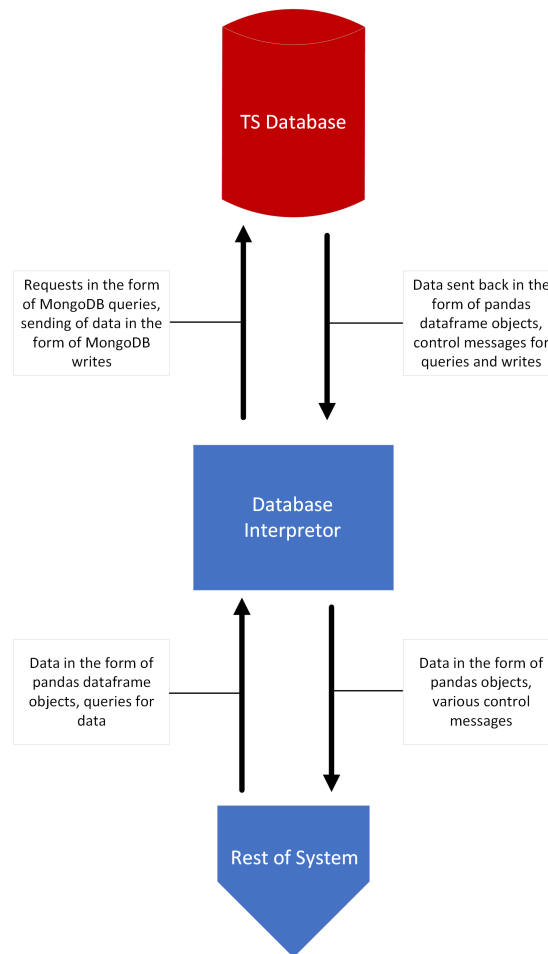 TS Database
Requests in the form
of MongoDB queries,
sending of data in the
form of MongoDB
writes
Data sent back in the
form of pandas
dataframe objects,
control messages for
queries and writes
Database
Interpretor
Data in the form of
pandas dataframe
objects, queries for
data
Data in the form of
pandas objects,
various control
messages
Rest of System